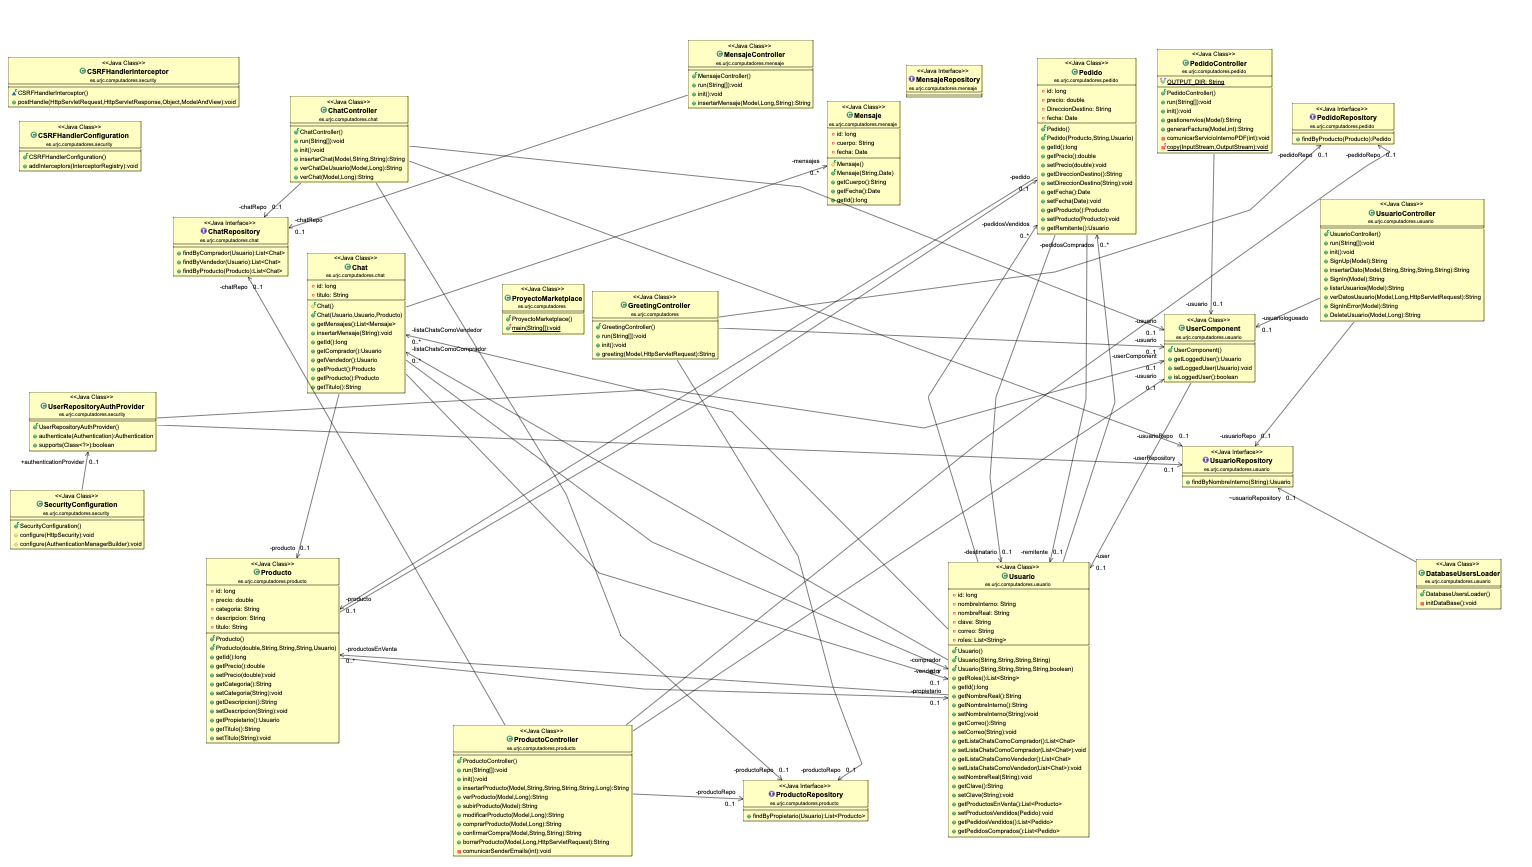 <<Java Class>>
CSRFHandlerInterceptor
es.urjc.computadores.security
CSRFHandlerInterceptor()
postHandle(HttpServletRequest,HttpServletResponse,Object,ModelAndView):void
<<Java Class>>
CSRFHandlerConfiguration
es.urjc.computadores.security
CSRFHandlerConfiguration()
addInterceptors(InterceptorRegistry):void
<<Java Class>>
ChatController
es.urjc.computadores.chat
ChatController()
run(String[]):void
init():void
insertarChat(Model,String,String):String
verChatDeUsuario(Model,Long):String
verChat(Model,Long):String
<<Java Class>>
MensajeController
es.urjc.computadores.mensaje
MensajeController()
run(String[]):void
init():void
insertarMensaje(Model,Long,String):String
<<Java Interface>>
MensajeRepository
es.urjc.computadores.mensaje
<<Java Class>>
Mensaje
es.urjc.computadores.mensaje
id: long
cuerpo: String
fecha: Date
Mensaje()
Mensaje(String,Date)
getCuerpo():String
getFecha():Date
getId():long
-mensajes
0..*
<<Java Class>>
Pedido
es.urjc.computadores.pedido
id: long
precio: double
DireccionDestino: String
fecha: Date
Pedido()
Pedido(Producto,String,Usuario)
getId():long
getPrecio():double
setPrecio(double):void
getDireccionDestino():String
setDireccionDestino(String):void
getFecha():Date
setFecha(Date):void
getProducto():Producto
setProducto(Producto):void
getRemitente():Usuario
-pedido
0..1
-pedidosVendidos
0..*
-pedidosComprados
0..*
<<Java Class>>
PedidoController
es.urjc.computadores.pedido
OUTPUT_DIR: String
PedidoController()
run(String[]):void
init():void
gestionenvios(Model):String
generarFactura(Model,int):String
comunicarServicioInternoPDF(int):void
copy(InputStream,OutputStream):void
<<Java Interface>>
PedidoRepository
es.urjc.computadores.pedido
findByProducto(Producto):Pedido
-pedidoRepo 0..1
-pedidoRepo 0..1
<<Java Class>>
UsuarioController
es.urjc.computadores.usuario
UsuarioController()
run(String[]):void
init():void
SignUp(Model):String
insertarDato(Model,String,String,String,String):String
SignIn(Model):String
listarUsuarios(Model):String
verDatosUsuario(Model,Long,HttpServletRequest):String
SignInError(Model):String
DeleteUsuario(Model,Long):String
-chatRepo 0..1
-chatRepo
0..1
<<Java Interface>>
ChatRepository
es.urjc.computadores.chat
findByComprador(Usuario):List<Chat>
findByVendedor(Usuario):List<Chat>
findByProducto(Producto):List<Chat>
-chatRepo 0..1
<<Java Class>>
Chat
es.urjc.computadores.chat
id: long
titulo: String
Chat()
Chat(Usuario,Usuario,Producto)
getMensajes():List<Mensaje>
insertarMensaje(String):void
getId():long
getComprador():Usuario
getVendedor():Usuario
getProduct():Producto
getProducto():Producto
getTitulo():String
-listaChatsComoVendedor
0..*
-listaChatsComoComprador
0..*
<<Java Class>>
ProyectoMarketplace
es.urjc.computadores
ProyectoMarketplace()
main(String[]):void
<<Java Class>>
GreetingController
es.urjc.computadores
GreetingController()
run(String[]):void
init():void
greeting(Model,HttpServletRequest):String
-usuario 0..1
-usuario
0..1
-usuariologueado
0..1
<<Java Class>>
UserComponent
es.urjc.computadores.usuario
UserComponent()
getLoggedUser():Usuario
setLoggedUser(Usuario):void
isLoggedUser():boolean
-usuario
0..1
-userComponent
0..1
-usuario
0..1
<<Java Class>>
UserRepositoryAuthProvider
es.urjc.computadores.security
UserRepositoryAuthProvider()
authenticate(Authentication):Authentication
supports(Class<?>):boolean
+authenticationProvider 0..1
-usuarioRepo 0..1
-usuarioRepo 0..1
<<Java Interface>>
UsuarioRepository
es.urjc.computadores.usuario
findByNombreInterno(String):Usuario
-userRepository
0..1
~usuarioRepository 0..1
<<Java Class>>
SecurityConfiguration
es.urjc.computadores.security
SecurityConfiguration()
configure(HttpSecurity):void
configure(AuthenticationManagerBuilder):void
-producto 0..1
<<Java Class>>
Producto
es.urjc.computadores.producto
id: long
precio: double
categoria: String
descripcion: String
titulo: String
Producto()
Producto(double,String,String,String,Usuario)
getId():long
getPrecio():double
setPrecio(double):void
getCategoria():String
setCategoria(String):void
getDescripcion():String
setDescripcion(String):void
getPropietario():Usuario
getTitulo():String
setTitulo(String):void
-producto
0..1
-productosEnVenta
0..*
-destinatario 0..1
-remitente 0..1
-user
0..1
<<Java Class>>
Usuario
es.urjc.computadores.usuario
id: long
nombreInterno: String
nombreReal: String
clave: String
correo: String
roles: List<String>
Usuario()
Usuario(String,String,String,String)
Usuario(String,String,String,String,boolean)
getRoles():List<String>
getId():long
getNombreReal():String
getNombreInterno():String
setNombreInterno(String):void
getCorreo():String
setCorreo(String):void
getListaChatsComoComprador():List<Chat>
setListaChatsComoComprador(List<Chat>):void
getListaChatsComoVendedor():List<Chat>
setListaChatsComoVendedor(List<Chat>):void
setNombreReal(String):void
getClave():String
setClave(String):void
getProductosEnVenta():List<Producto>
setProductosVendidos(Pedido):void
getPedidosVendidos():List<Pedido>
getPedidosComprados():List<Pedido>
-comprador
-vendedor
0..1
-propietario
0..1
<<Java Class>>
DatabaseUsersLoader
es.urjc.computadores.usuario
DatabaseUsersLoader()
initDataBase():void
<<Java Class>>
ProductoController
es.urjc.computadores.producto
ProductoController()
run(String[]):void
init():void
insertarProducto(Model,String,String,String,String,Long):String
verProducto(Model,Long):String
subirProducto(Model):String
modificarProducto(Model,Long):String
comprarProducto(Model,Long):String
confirmarCompra(Model,String,String):String
borrarProducto(Model,Long,HttpServletRequest):String
comunicarSenderEmails(int):void
-productoRepo 0..1
-productoRepo 0..1
-productoRepo
0..1
<<Java Interface>>
ProductoRepository
es.urjc.computadores.producto
findByPropietario(Usuario):List<Producto>